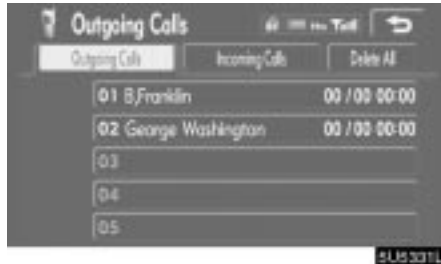 Outgoing Calls
Outgoing Calls Incoming Calls Delete All
01 B,Franklin 00 / 00 00:00
02 George Washington 00 / 00 00:00
03
04
05